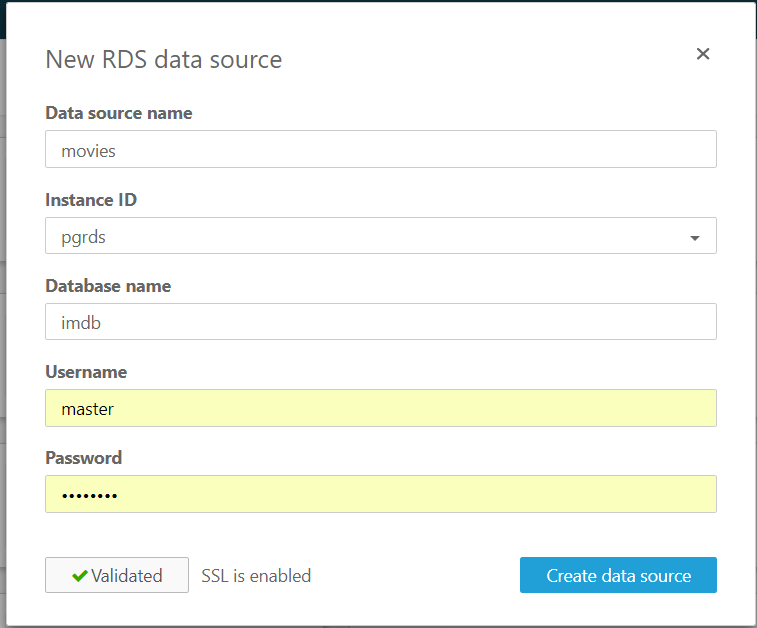 New RDS data source
Data source name
movies
Instance ID
pgrds
Database name
imdb
Username
master
Password
••••••••
Validated SSL is enabled Create data source